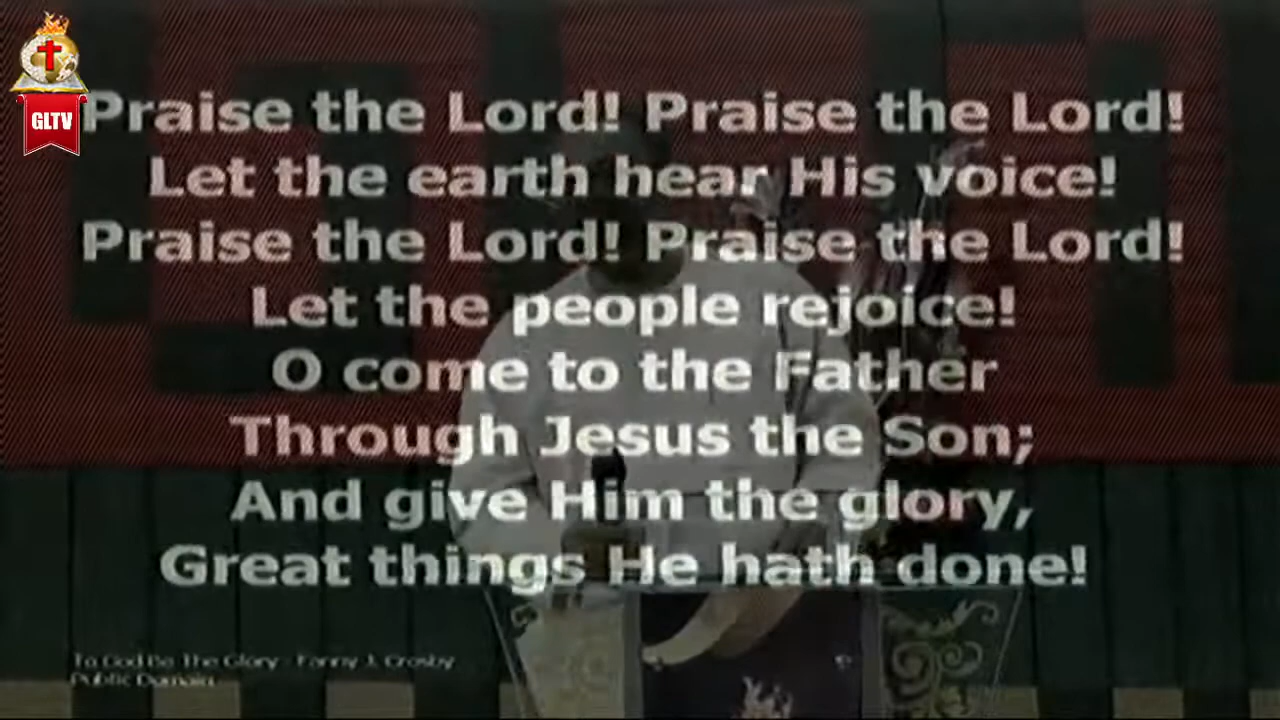 GLTV
Praise the Lord! Praise the Lord!
Let the earth hear His voice!
Praise the Lord! Praise the Lord!
Let the people rejoice!
O come to the Father
Through Jesus the Son;
And give Him the glory,
Great things He hath done!
To God Be The Glory - Fanny J. Crosby
Public Domain